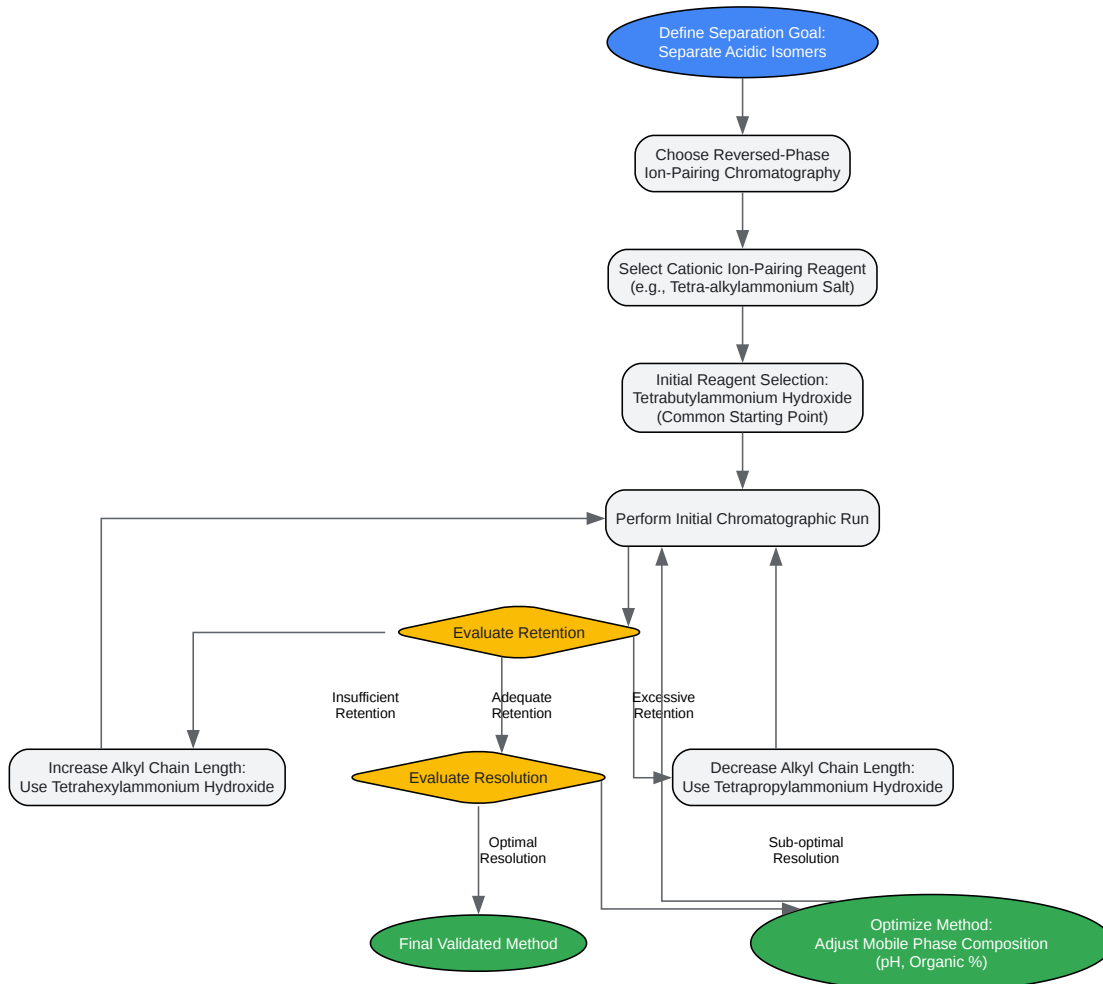 Define Separation Goal:
Separate Acidic Isomers
Choose Reversed-Phase
Ion-Pairing Chromatography
Select Cationic Ion-Pairing Reagent
(e.g., Tetra-alkylammonium Salt)
Initial Reagent Selection:
Tetrabutylammonium Hydroxide
(Common Starting Point)
Perform Initial Chromatographic Run
Evaluate Retention
Insufficient
Retention
Adequate
Retention
Excessive
Retention
Increase Alkyl Chain Length:
Use Tetrahexylammonium Hydroxide
Evaluate Resolution
Decrease Alkyl Chain Length:
Use Tetrapropylammonium Hydroxide
Optimal
Resolution
Sub-optimal
Resolution
Final Validated Method
Optimize Method:
Adjust Mobile Phase Composition
(pH, Organic %)